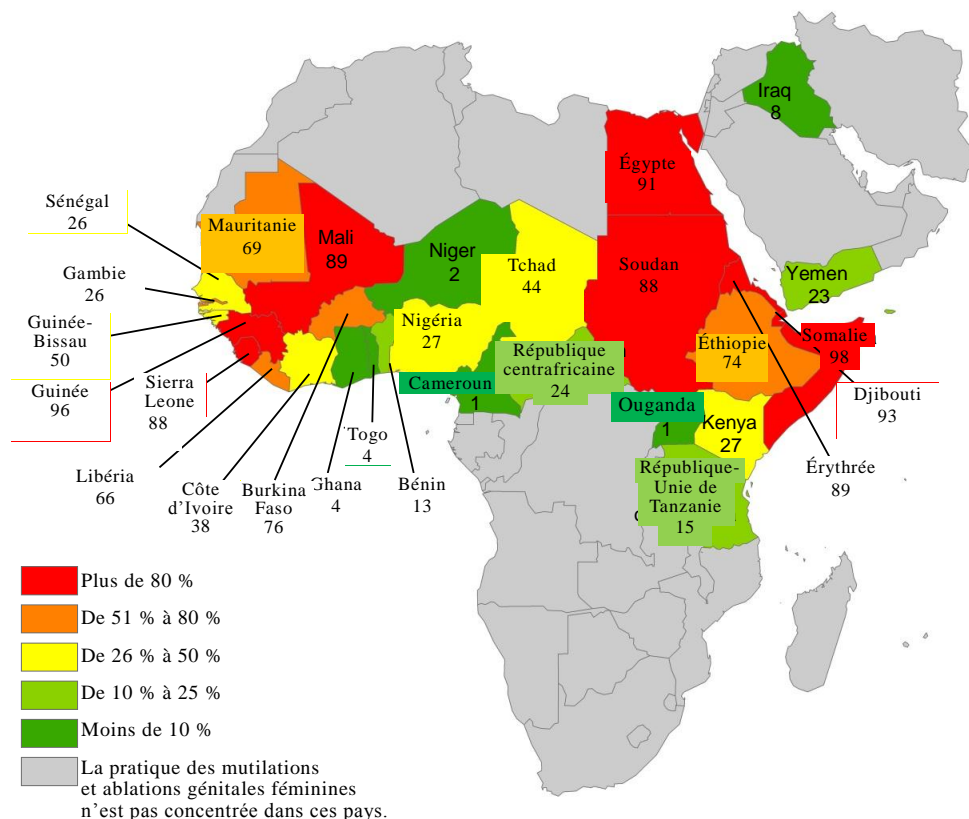 Iraq
8
Égypte
91
Sénégal
26
Mauritanie
69
Mali
89
Niger
2
Tchad
44
Soudan
88
Yemen
23
Gambie
26
Guinée-
Bissau
50
Nigéria
27
Éthiopie
74
Somalie
98
République
centrafricaine
24
Guinée
96
Sierra
Leone
88
Cameroun
1
Ouganda
1
Kenya
27
Djibouti
93
Libéria
66
Côte
d’Ivoire
38
Burkina
Faso
76
Ghana
4
Togo
4
Bénin
13
République-
Unie de
Tanzanie
15
Érythrée
89
Plus de 80 %
De 51 % à 80 %
De 26 % à 50 %
De 10 % à 25 %
Moins de 10 %
La pratique des mutilations
et ablations génitales féminines
n’est pas concentrée dans ces pays.